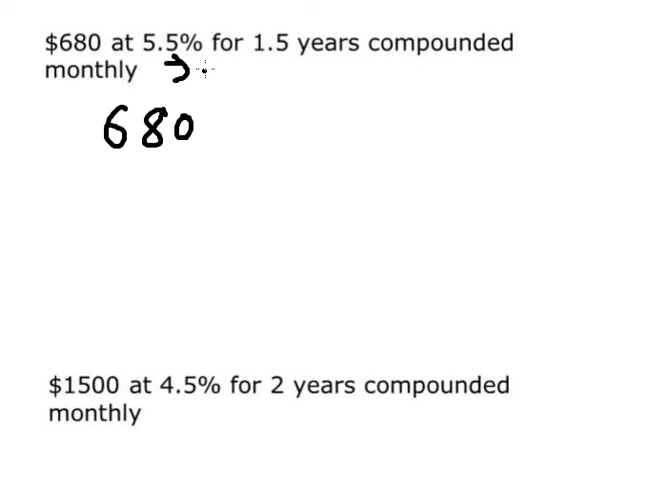 $680 at 5.5% for 1.5 years compounded
monthly →
680
$1500 at 4.5% for 2 years compounded
monthly